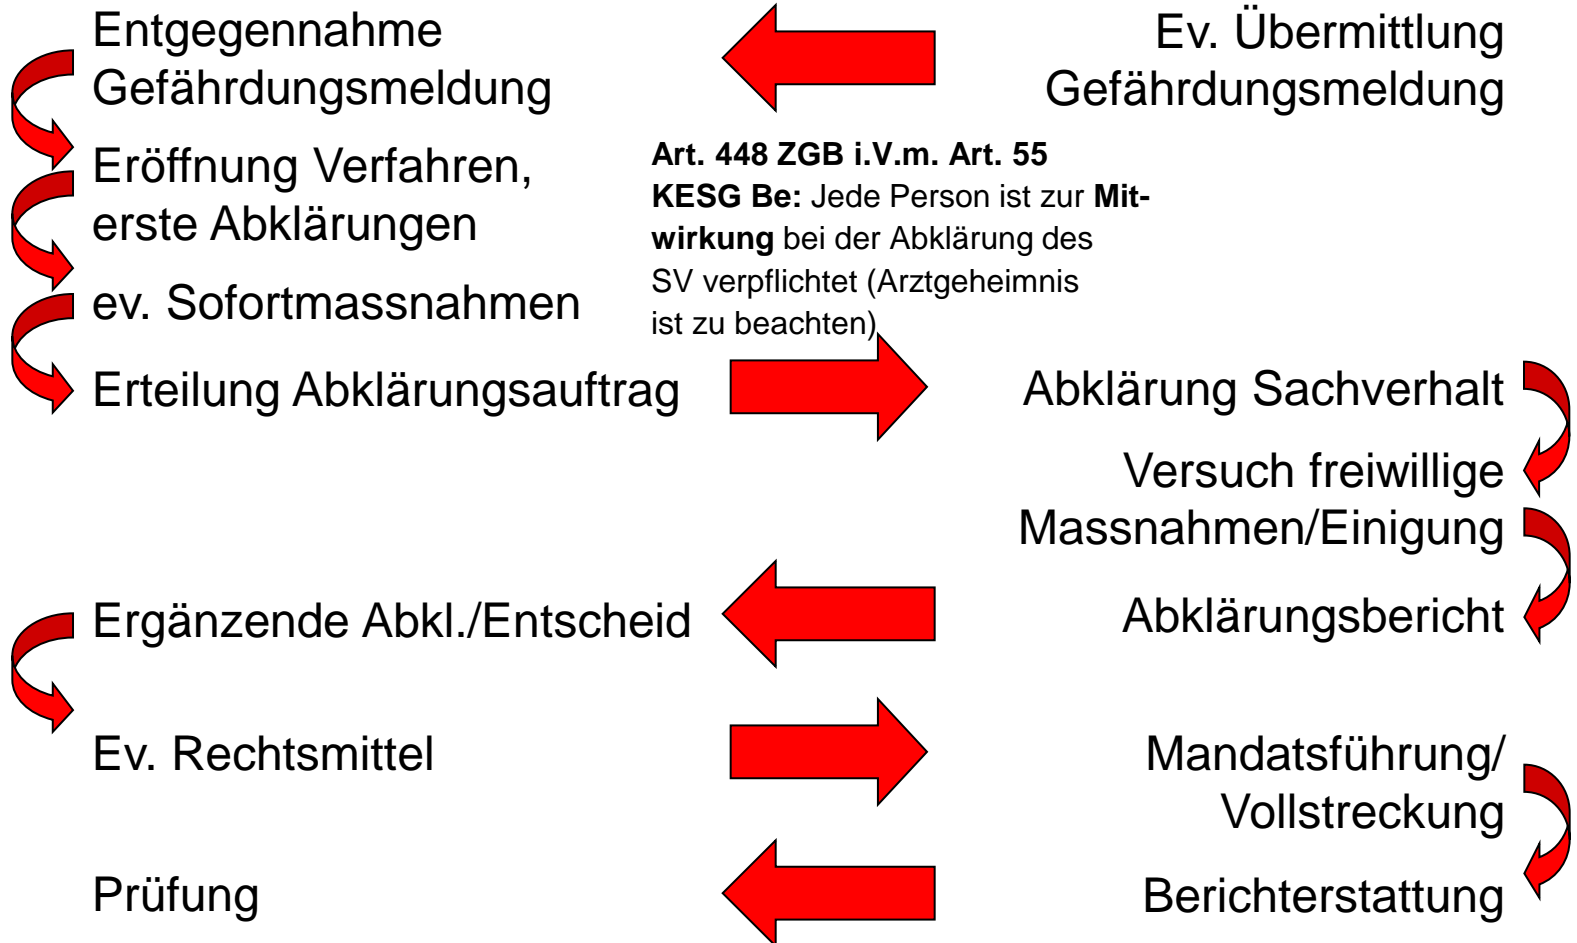 Entgegennahme
Gefährdungsmeldung
Ev. Übermittlung
Gefährdungsmeldung
Eröffnung Verfahren,
erste Abklärungen
Art. 448 ZGB i.V.m. Art. 55
KESG Be: Jede Person ist zur Mit-
wirkung bei der Abklärung des
SV verpflichtet (Arztgeheimnis
ist zu beachten)
ev. Sofortmassnahmen
Erteilung Abklärungsauftrag
Abklärung Sachverhalt
Versuch freiwillige
Massnahmen/Einigung
Ergänzende Abkl./Entscheid
Abklärungsbericht
Ev. Rechtsmittel
Mandatsführung/
Vollstreckung
Prüfung
Berichterstattung